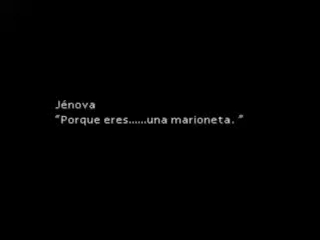 Jénova
“Porque eres......una marioneta. ”